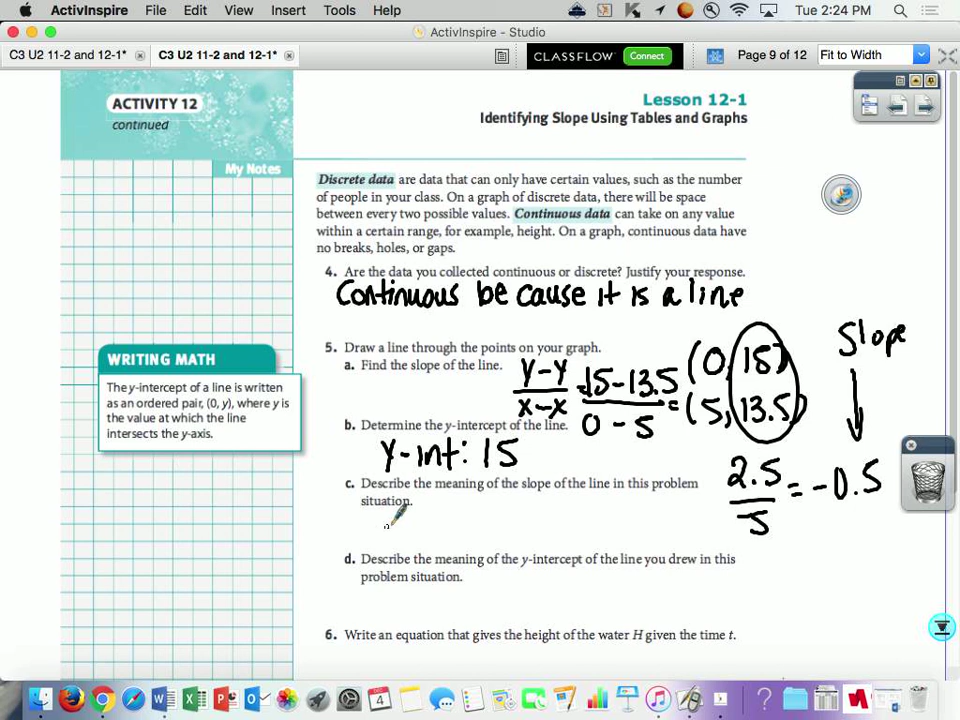 ActivInspire File Edit View Insert Tools Help Tue 2:24 PM
ActivInspire - Studio
C3 U2 11-2 and 12-1* C3 U2 11-2 and 12-1* CLASSFLOW Connect Page 9 of 12 Fit to Width
ACTIVITY 12
continued
Lesson 12-1
Identifying Slope Using Tables and Graphs
My Notes
Discrete data are data that can only have certain values, such as the number
of people in your class. On a graph of discrete data, there will be space
between every two possible values. Continuous data can take on any value
within a certain range, for example, height. On a graph, continuous data have
no breaks, holes, or gaps.
4. Are the data you collected continuous or discrete? Justify your response.
Continuous because it is a line
5. Draw a line through the points on your graph.
a. Find the slope of the line.
y-y
x-x
= 15-13.5
0 - 5
= (0, 15)
(5, 13.5)
Slope
2.5
5
= -0.5
b. Determine the y-intercept of the line.
y-int: 15
c. Describe the meaning of the slope of the line in this problem
situation.
d. Describe the meaning of the y-intercept of the line you drew in this
problem situation.
6. Write an equation that gives the height of the water H given the time t.
WRITING MATH
The y-intercept of a line is written
as an ordered pair, (0, y), where y is
the value at which the line
intersects the y-axis.